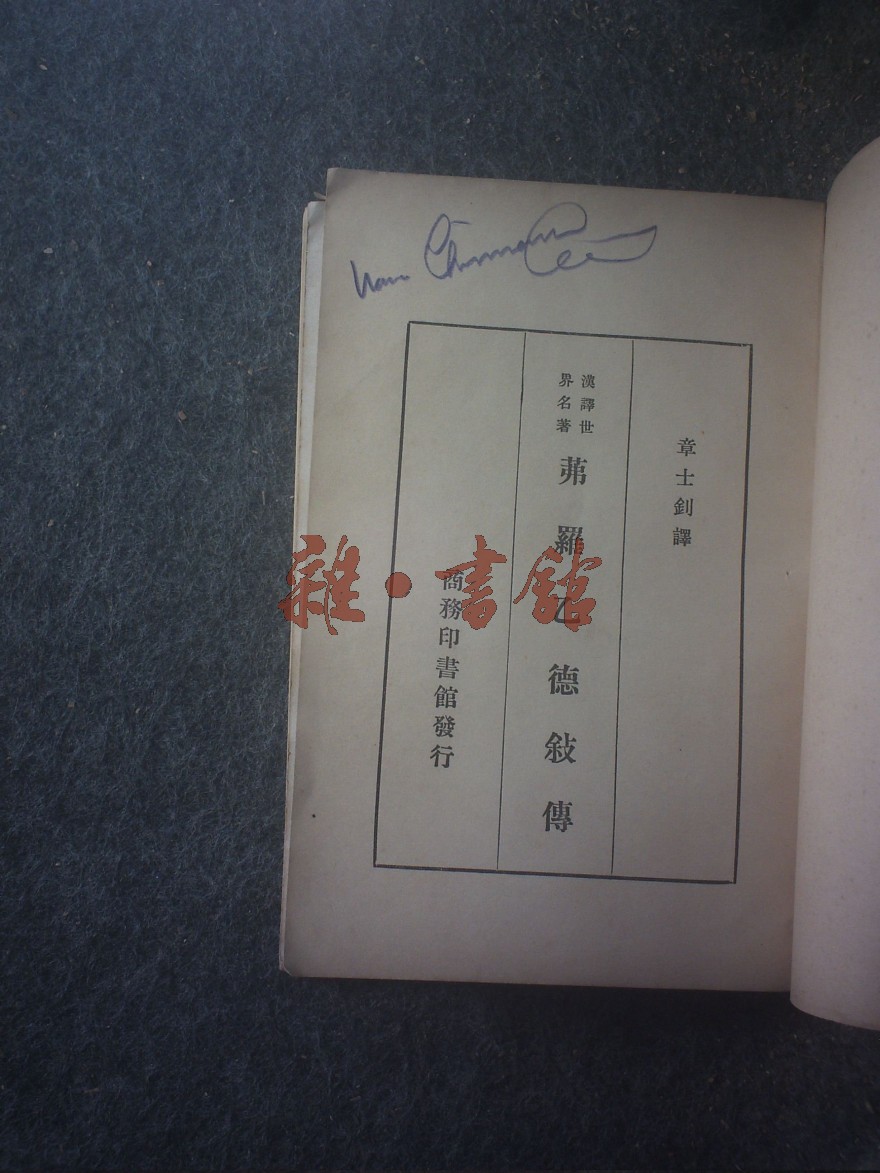 章士釗譯
漢譯世
界名著
茀羅乙德敍傳
商務印書館發行
雜·書館